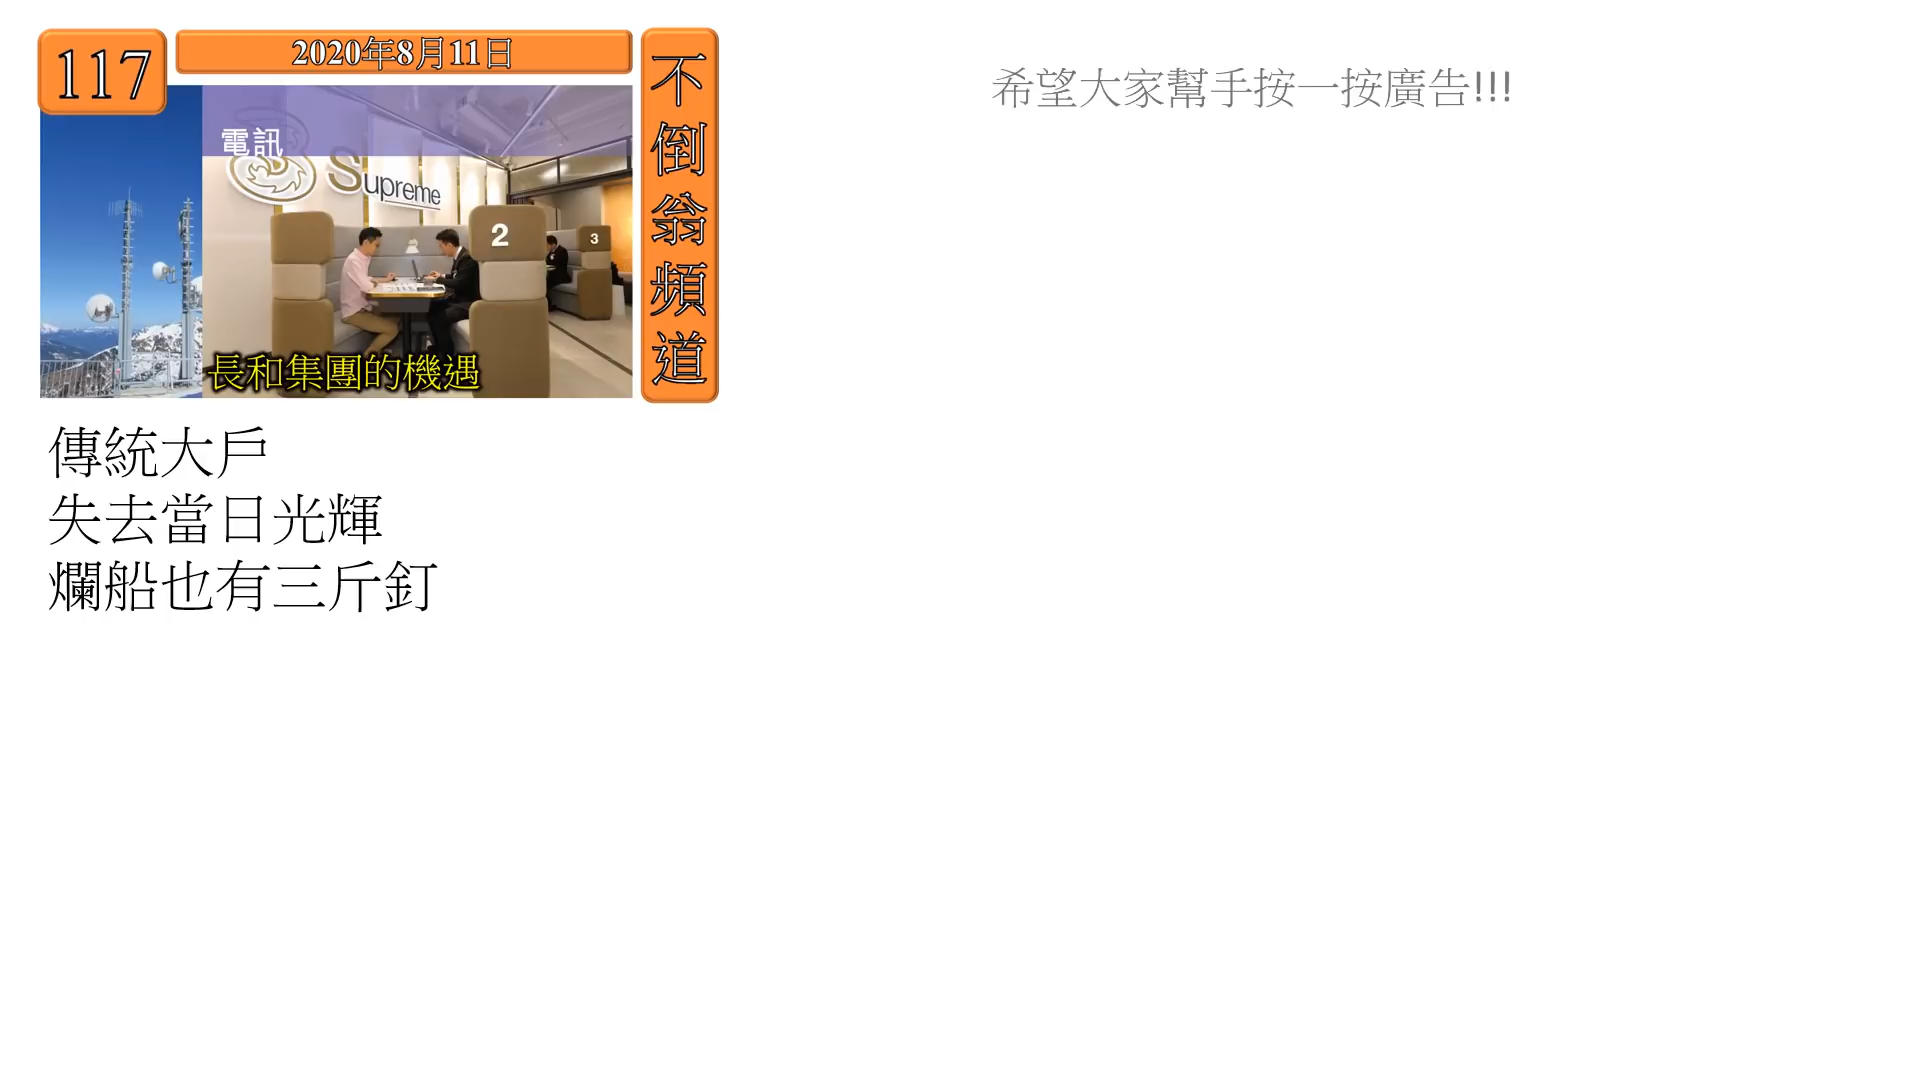 117
2020年8月11日
不倒翁頻道
電訊
3Supreme
2
3
長和集團的機遇
傳統大戶
失去當日光輝
爛船也有三斤釘
希望大家幫手按一按廣告!!!